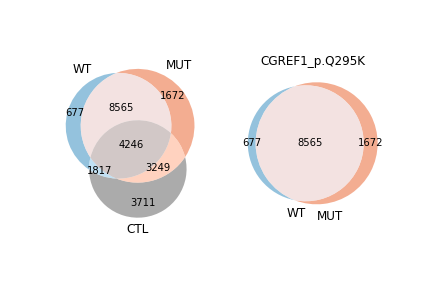 WT
MUT
677
8565
1672
4246
1817
3249
3711
CTL
CGREF1_p.Q295K
677
8565
1672
WT
MUT